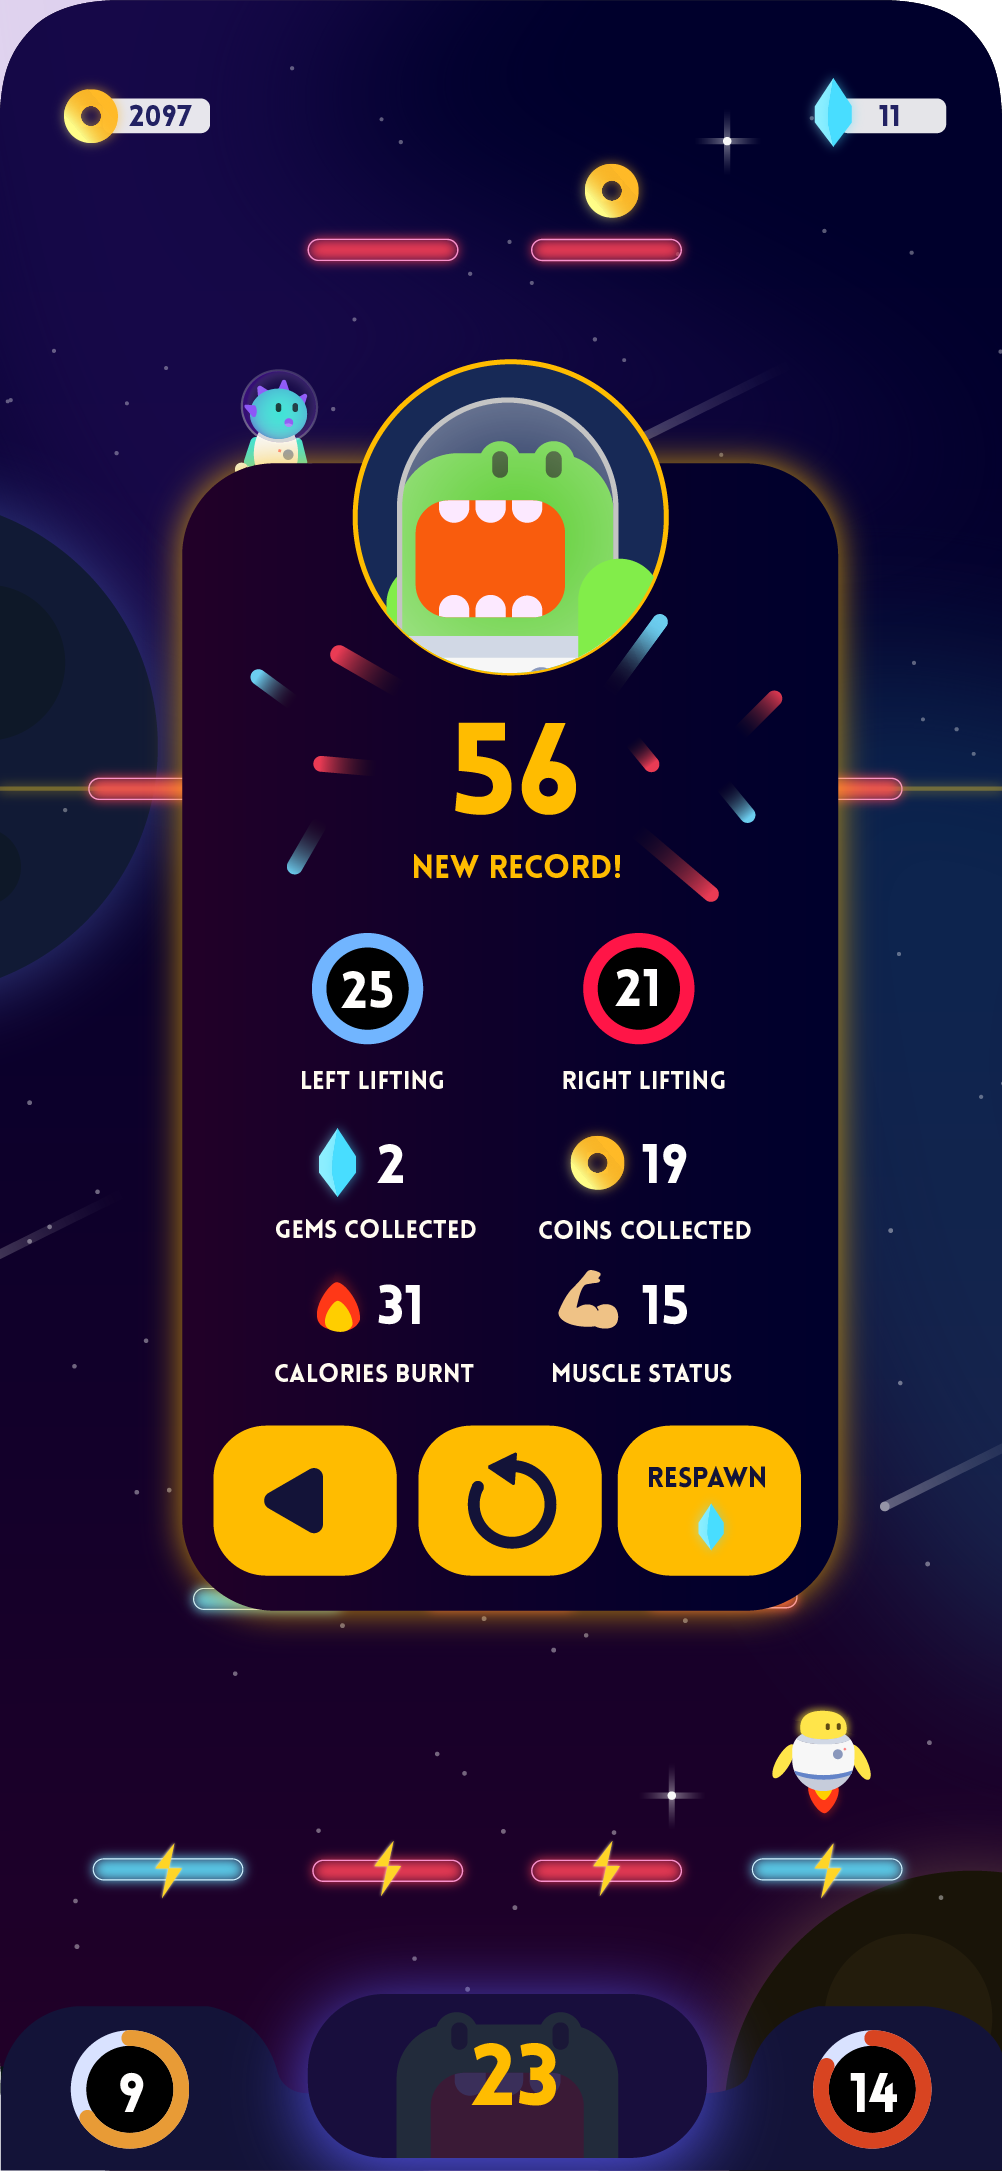 2097
11
56
NEW RECORD!
25
21
LEFT LIFTING
RIGHT LIFTING
2
19
GEMS COLLECTED
COINS COLLECTED
31
15
CALORIES BURNT
MUSCLE STATUS
RESPAWN
9
23
14